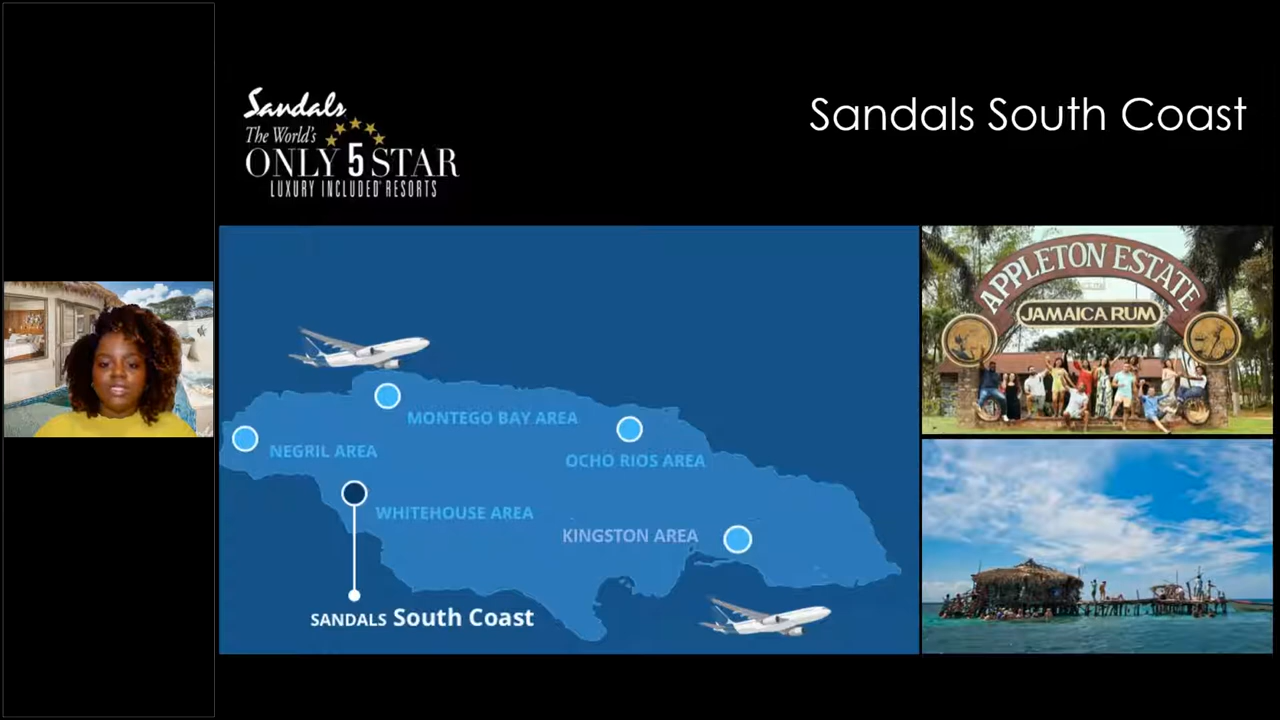 Sandals
The World's
ONLY 5 STAR
LUXURY INCLUDED® RESORTS
Sandals South Coast
MONTEGO BAY AREA
NEGRIL AREA
OCHO RIOS AREA
WHITEHOUSE AREA
KINGSTON AREA
SANDALS South Coast
APPLETON ESTATE
JAMAICA RUM